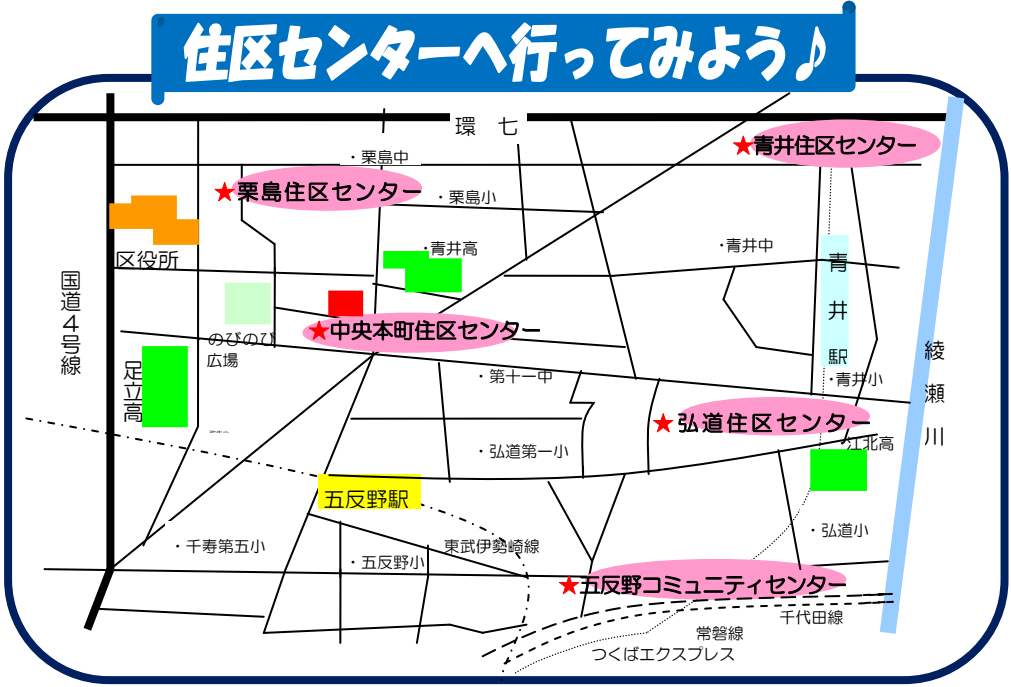 住区センターへ行ってみよう♪
環 七
★青井住区センター
・栗島中
★栗島住区センター
・栗島小
・青井高
・青井中
区役所
青井駅
国道４号線
のびのび
広場
★中央本町住区センター
足立高
・第十一中
・青井小
綾瀬川
★弘道住区センター
・弘道第一小
江北高
五反野駅
・弘道小
・千寿第五小
東武伊勢崎線
・五反野小
★五反野コミュニティセンター
千代田線
常磐線
つくばエクスプレス